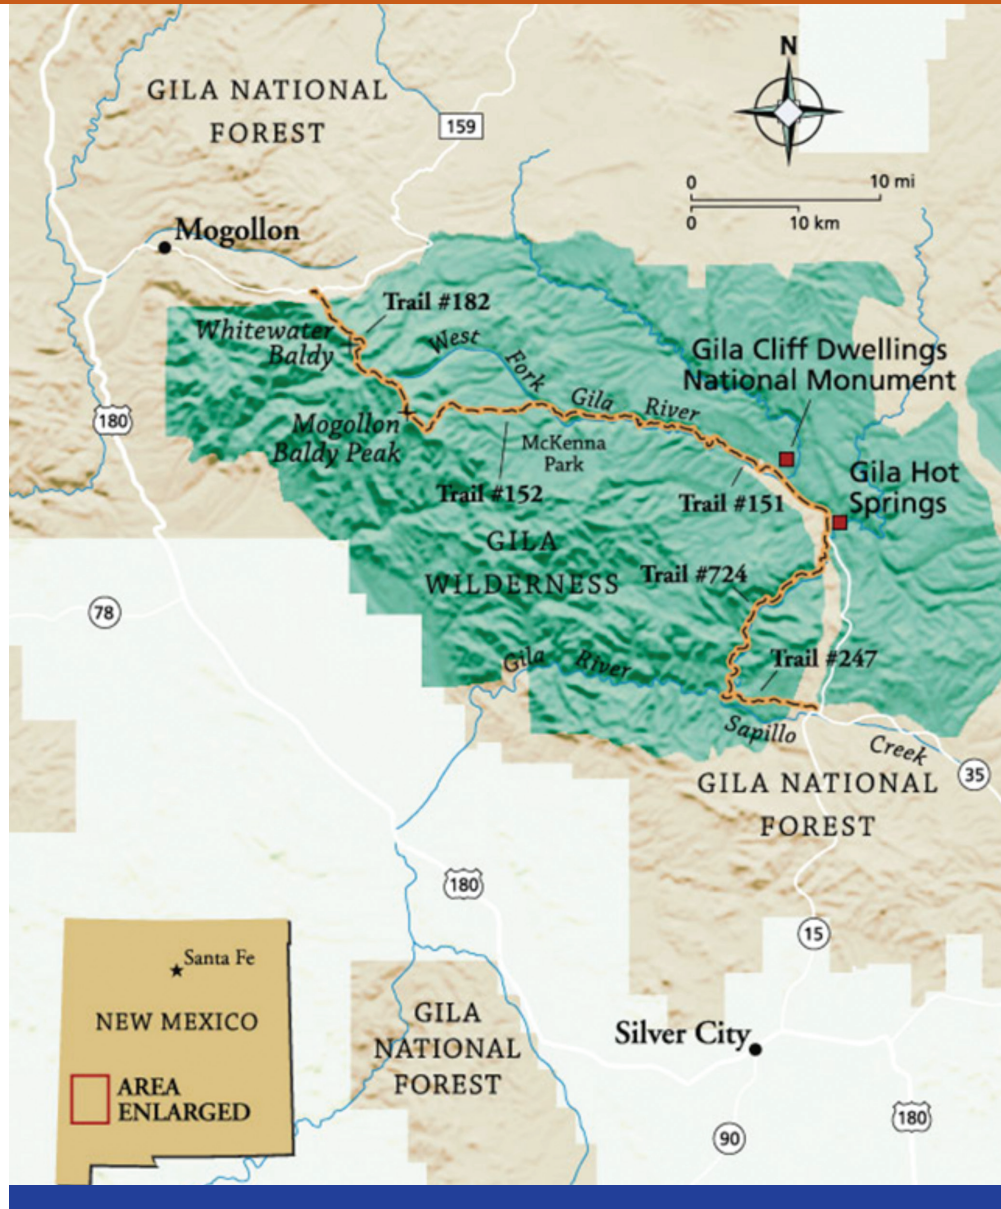 GILA NATIONAL
FOREST
159
N
0 10 mi
0 10 km
Mogollon
Trail #182
Whitewater
Baldy
West
Fork
Gila River
Gila Cliff Dwellings
National Monument
180
Mogollon
Baldy Peak
McKenna
Park
Gila Hot
Springs
Trail #152
Trail #151
GILA
WILDERNESS
Trail #724
78
Gila River
Trail #247
Sapillo
Creek
35
GILA NATIONAL
FOREST
180
15
Santa Fe
NEW MEXICO
AREA
ENLARGED
GILA
NATIONAL
FOREST
Silver City
90
180